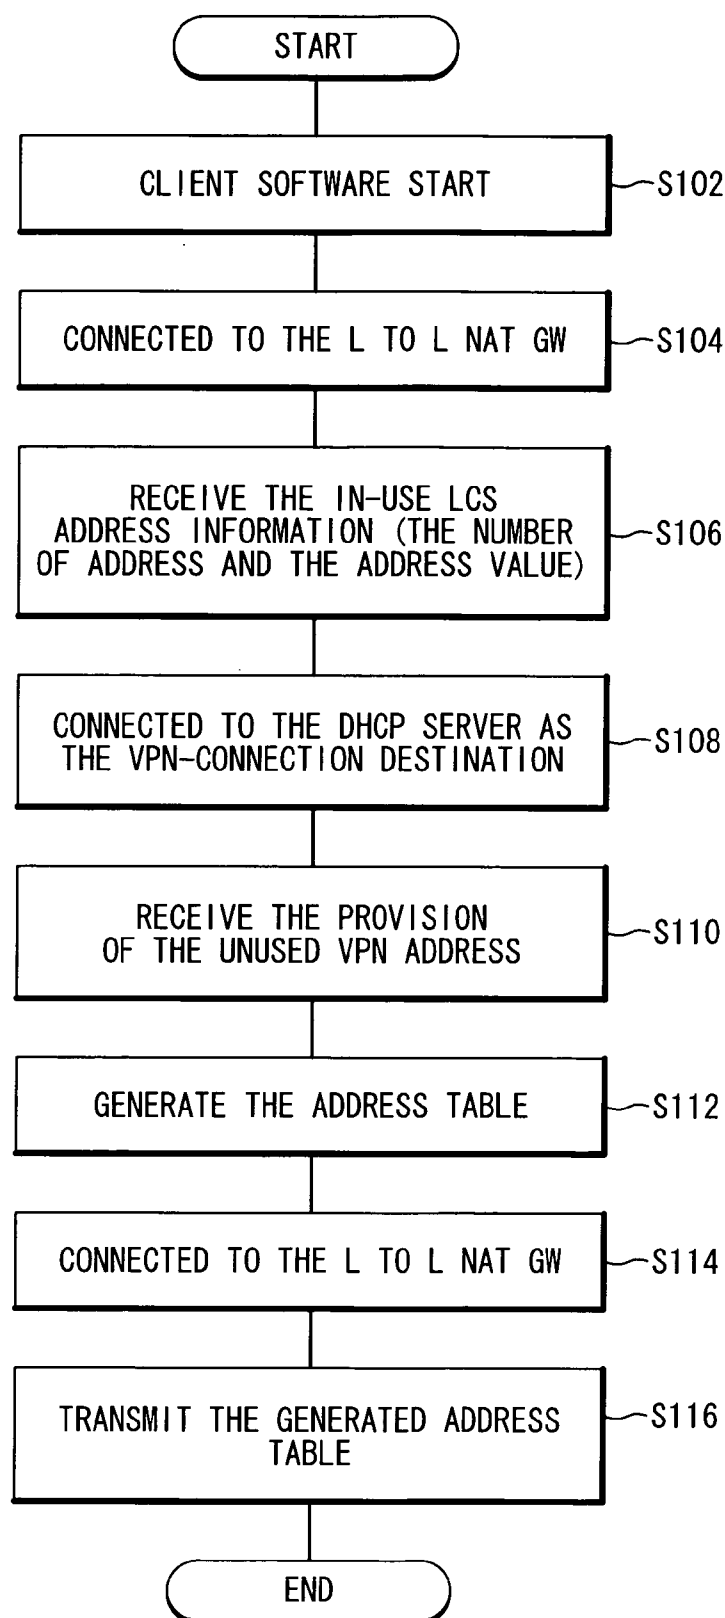 START
CLIENT SOFTWARE START
S102
CONNECTED TO THE L TO L NAT GW
S104
RECEIVE THE IN-USE LCS
ADDRESS INFORMATION (THE NUMBER
OF ADDRESS AND THE ADDRESS VALUE)
S106
CONNECTED TO THE DHCP SERVER AS
THE VPN-CONNECTION DESTINATION
S108
RECEIVE THE PROVISION
OF THE UNUSED VPN ADDRESS
S110
GENERATE THE ADDRESS TABLE
S112
CONNECTED TO THE L TO L NAT GW
S114
TRANSMIT THE GENERATED ADDRESS
TABLE
S116
END